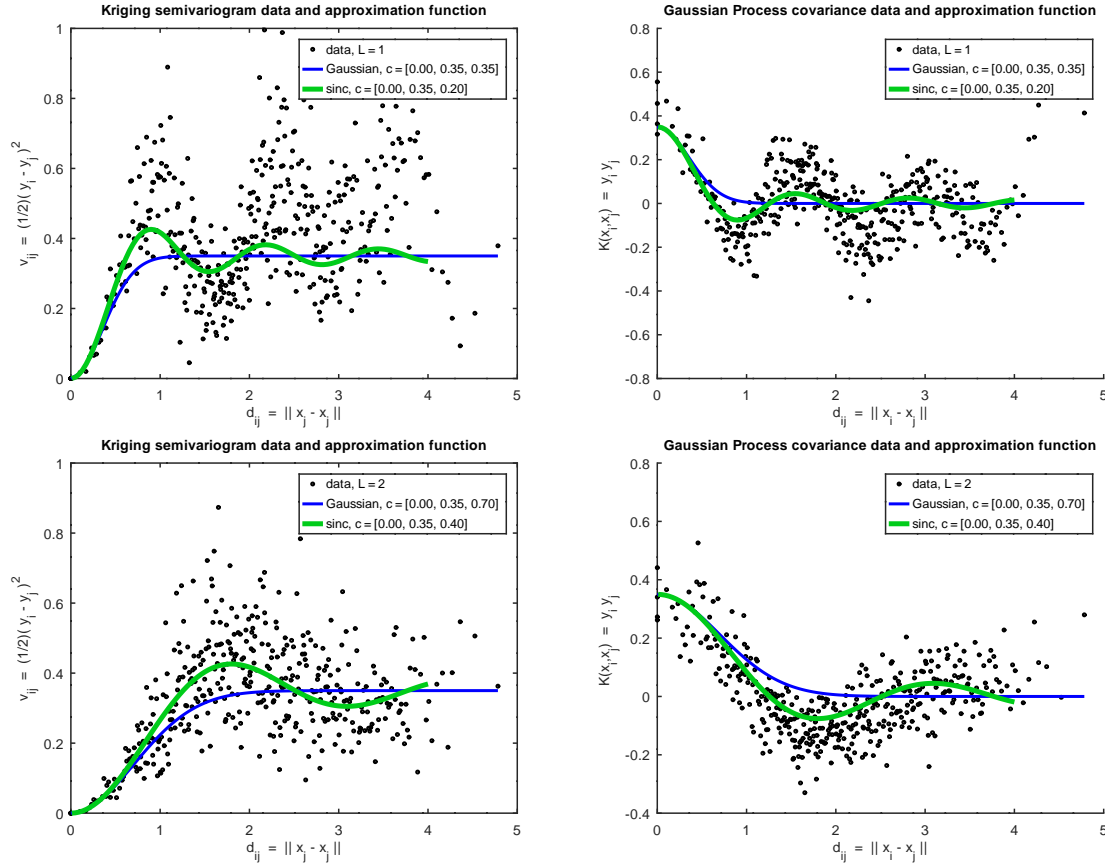 Kriging semivariogram data and approximation function
v_ij = (1/2)( y_i - y_j )^2
1
0.8
0.6
0.4
0.2
0
data, L = 1
Gaussian, c = [0.00, 0.35, 0.35]
sinc, c = [0.00, 0.35, 0.20]
0 1 2 3 4 5
d_ij = || x_j - x_j ||
Gaussian Process covariance data and approximation function
K(x_i,x_j) = y_i y_j
0.8
0.6
0.4
0.2
0
-0.2
-0.4
-0.6
-0.8
data, L = 1
Gaussian, c = [0.00, 0.35, 0.35]
sinc, c = [0.00, 0.35, 0.20]
0 1 2 3 4 5
d_ij = || x_i - x_j ||
Kriging semivariogram data and approximation function
v_ij = (1/2)( y_i - y_j )^2
1
0.8
0.6
0.4
0.2
0
data, L = 2
Gaussian, c = [0.00, 0.35, 0.70]
sinc, c = [0.00, 0.35, 0.40]
0 1 2 3 4 5
d_ij = || x_j - x_j ||
Gaussian Process covariance data and approximation function
K(x_i,x_j) = y_i y_j
0.8
0.6
0.4
0.2
0
-0.2
-0.4
data, L = 2
Gaussian, c = [0.00, 0.35, 0.70]
sinc, c = [0.00, 0.35, 0.40]
0 1 2 3 4 5
d_ij = || x_i - x_j ||